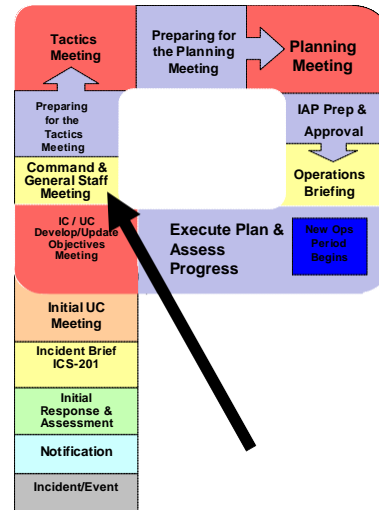 Tactics
Meeting
Preparing for
the Planning
Meeting
Planning
Meeting
Preparing
for the
Tactics
Meeting
IAP Prep &
Approval
Command &
General Staff
Meeting
Operations
Briefing
IC / UC
Develop/Update
Objectives
Meeting
Execute Plan &
Assess
Progress
New Ops
Period
Begins
Initial UC
Meeting
Incident Brief
ICS-201
Initial
Response &
Assessment
Notification
Incident/Event